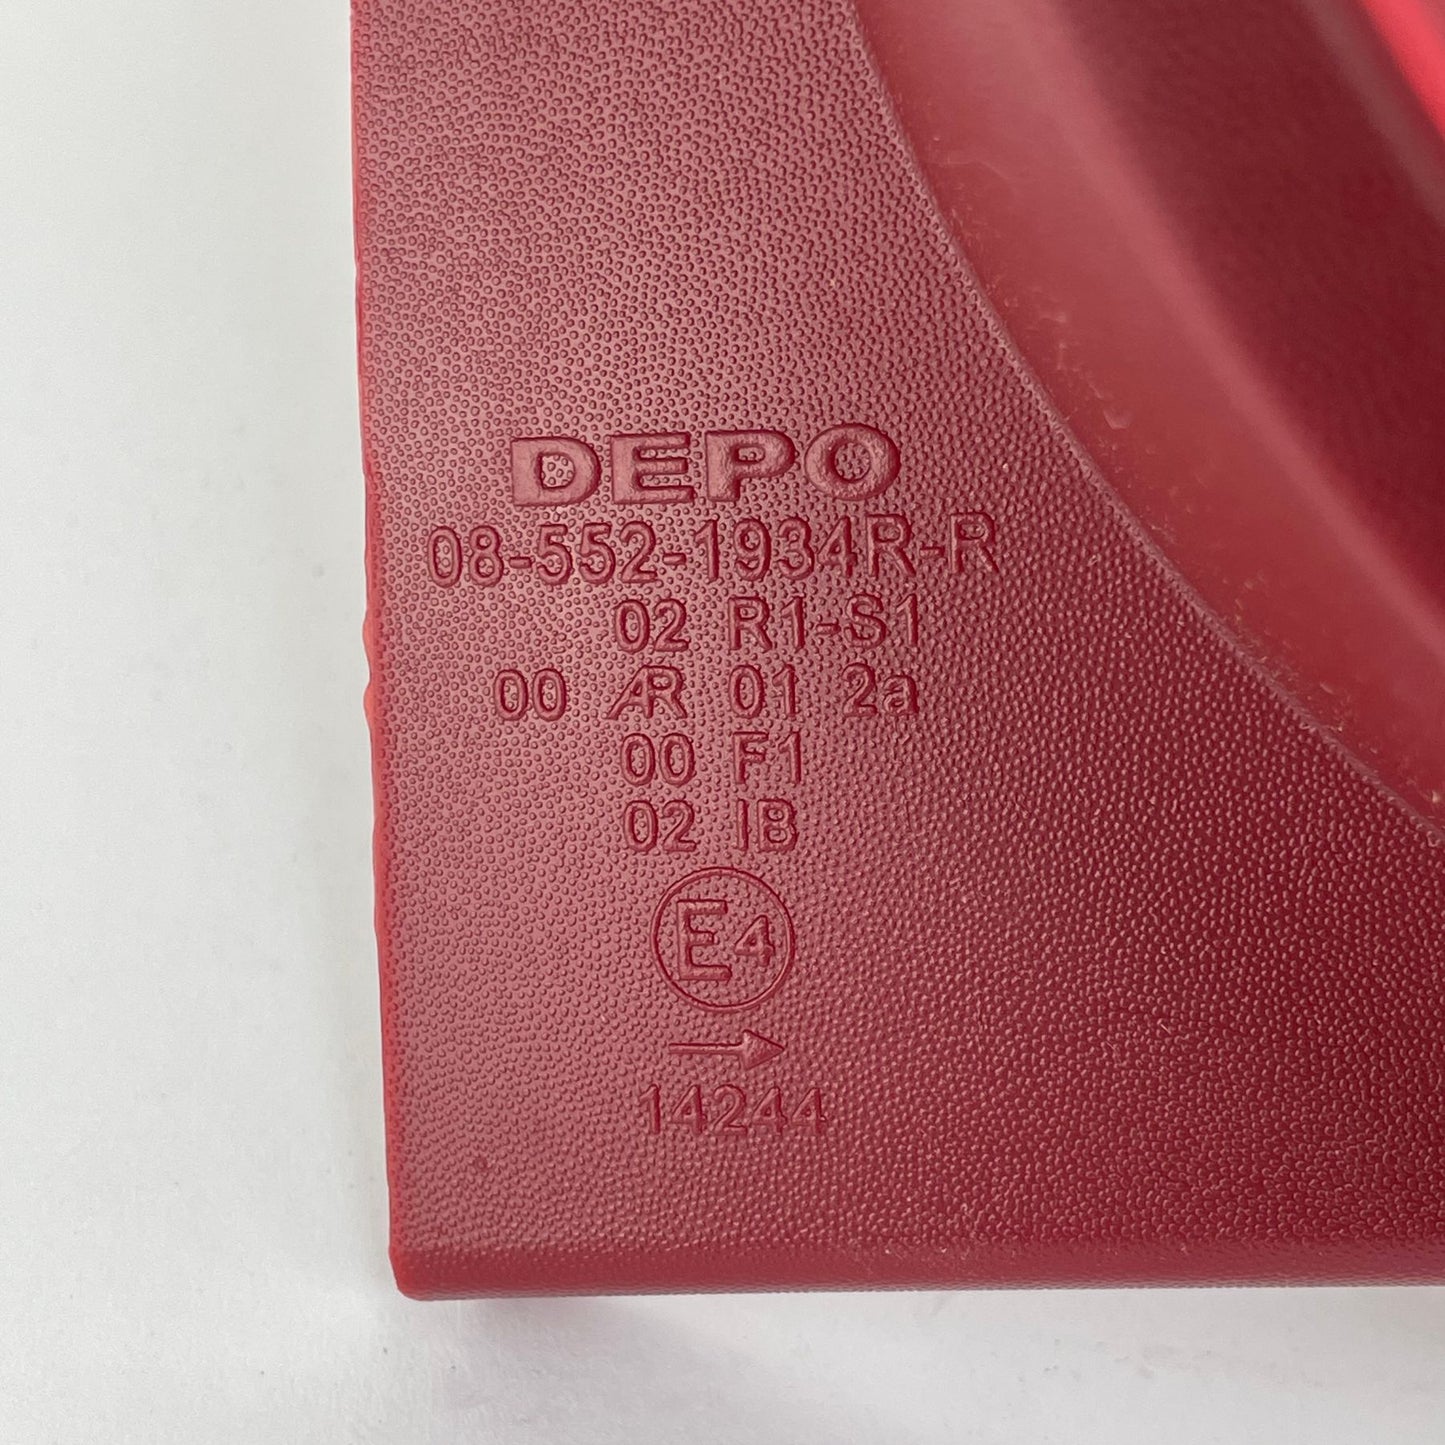 DEPO
08-552-1934R-R
02 R1-S1
00 AR 01 2a
00 F1
02 IB
E4
→
14244